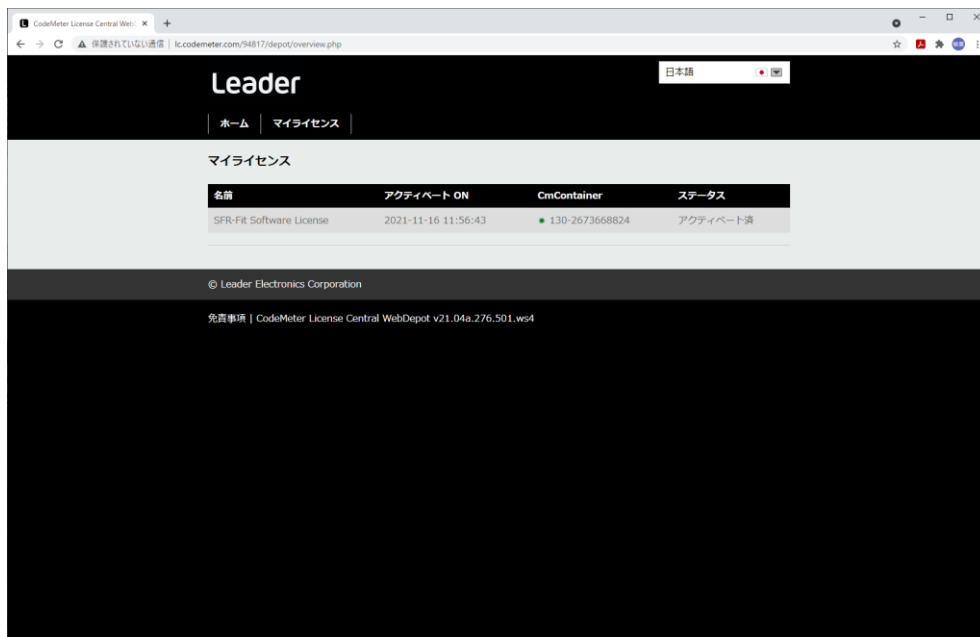 CodeMeter License Central WebD
保護されていない通信 | lc.codemeter.com/94817/depot/overview.php
Leader
日本語
ホーム マイライセンス
マイライセンス
名前 アクティベート ON CmContainer ステータス
SFR-Fit Software License 2021-11-16 11:56:43 130-2673668824 アクティベート済
© Leader Electronics Corporation
免責事項 | CodeMeter License Central WebDepot v21.04a.276.501.ws4